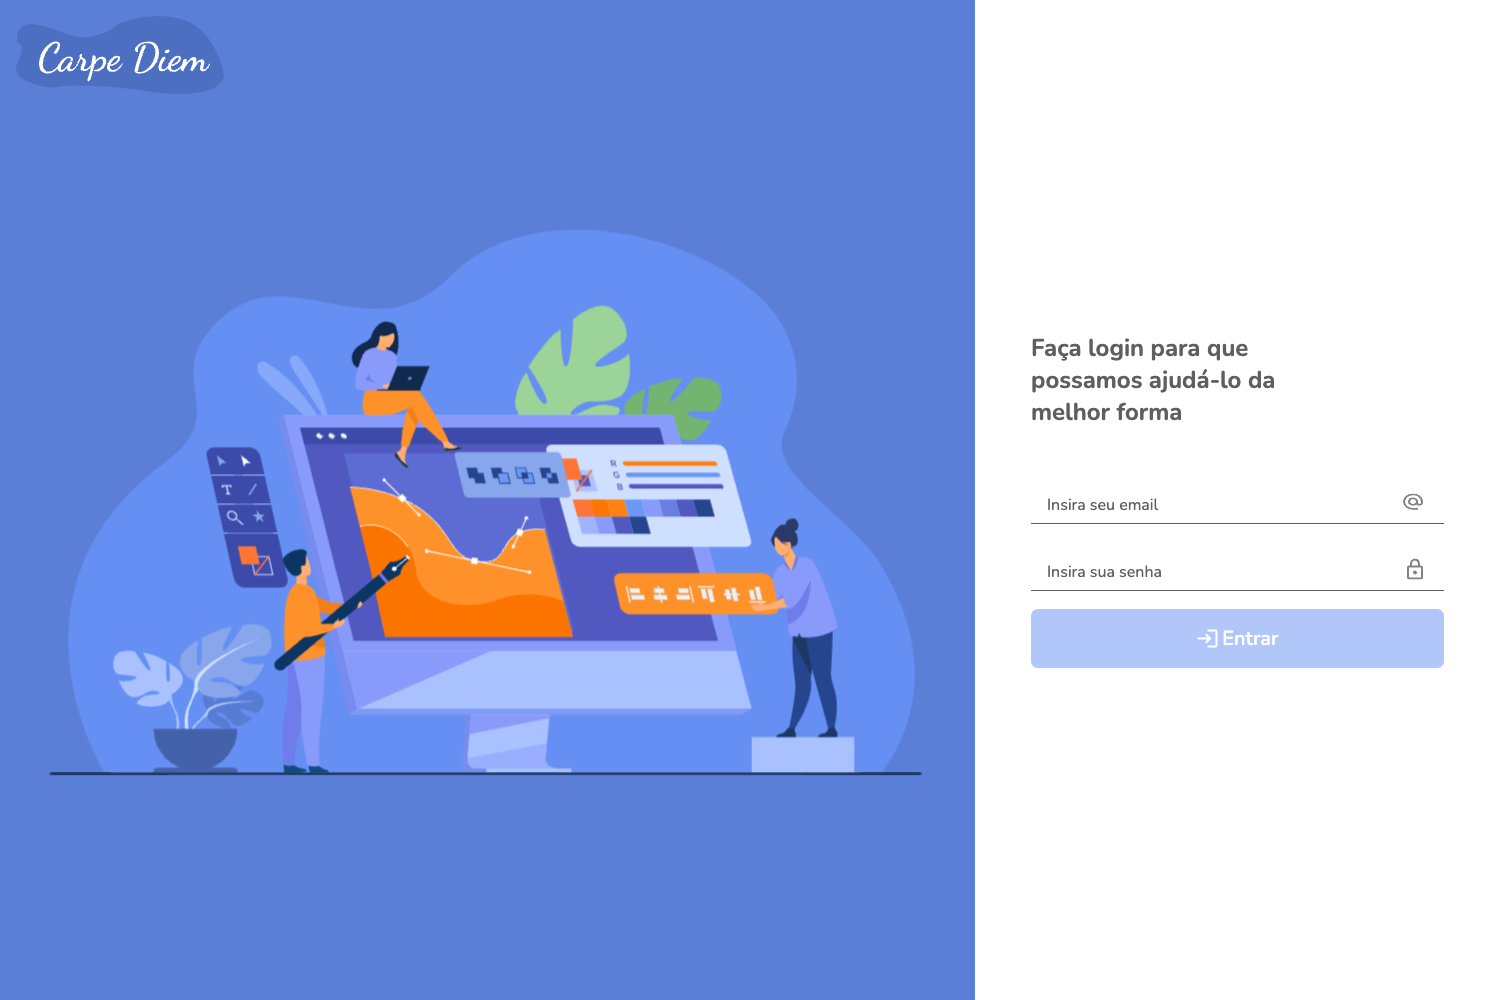 Carpe Diem
T
R
G
B
Faça login para que
possamos ajudá-lo da
melhor forma
Insira seu email
Insira sua senha
Entrar